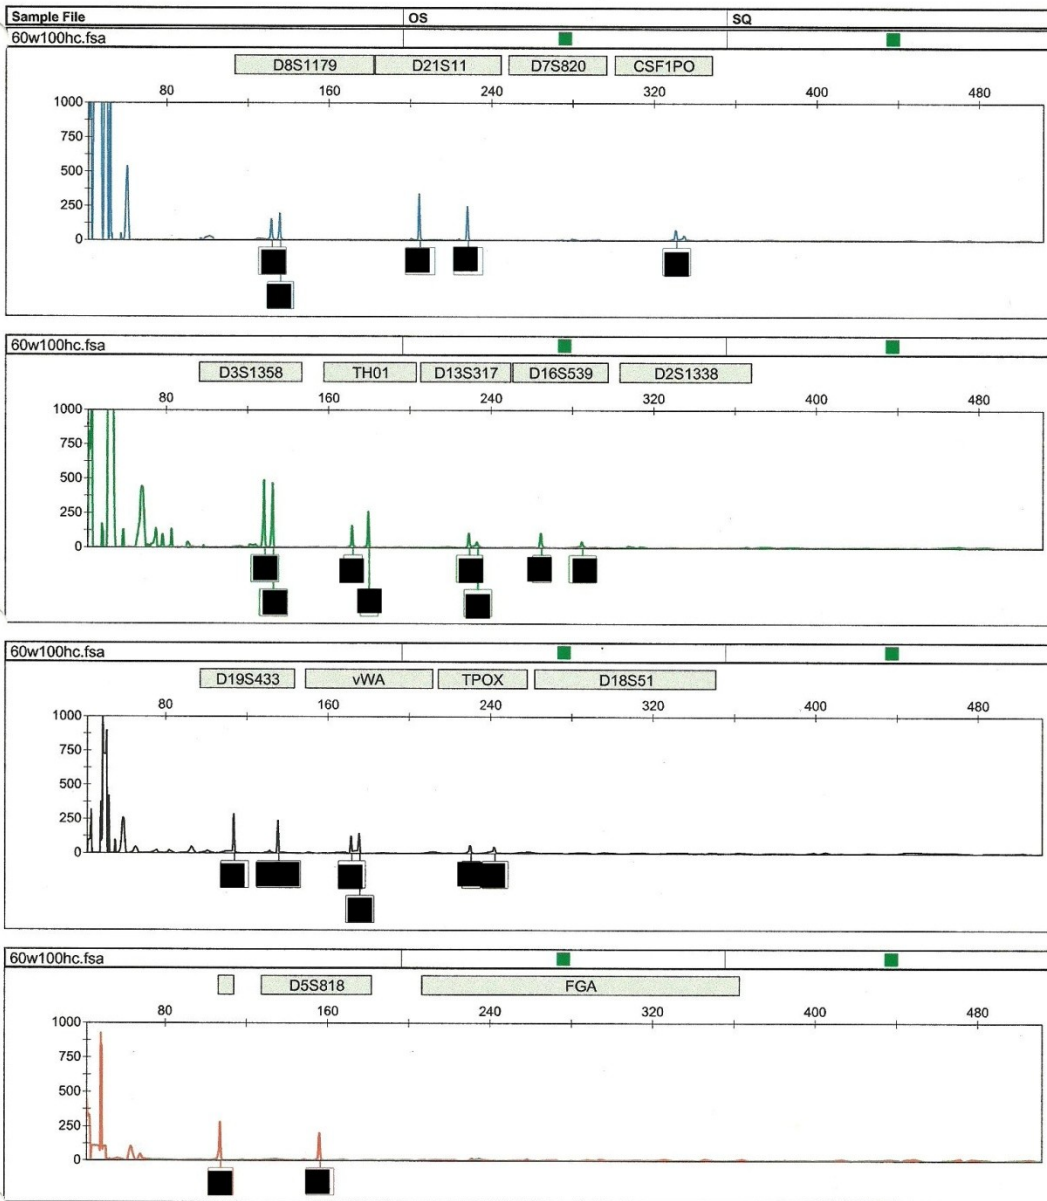 Sample File OS SQ
60w100hc.fsa
D8S1179 D21S11 D7S820 CSF1PO
80 160 240 320 400 480
1000
750
500
250
0
60w100hc.fsa
D3S1358 TH01 D13S317 D16S539 D2S1338
80 160 240 320 400 480
1000
750
500
250
0
60w100hc.fsa
D19S433 vWA TPOX D18S51
80 160 240 320 400 480
1000
750
500
250
0
60w100hc.fsa
D5S818 FGA
80 160 240 320 400 480
1000
750
500
250
0